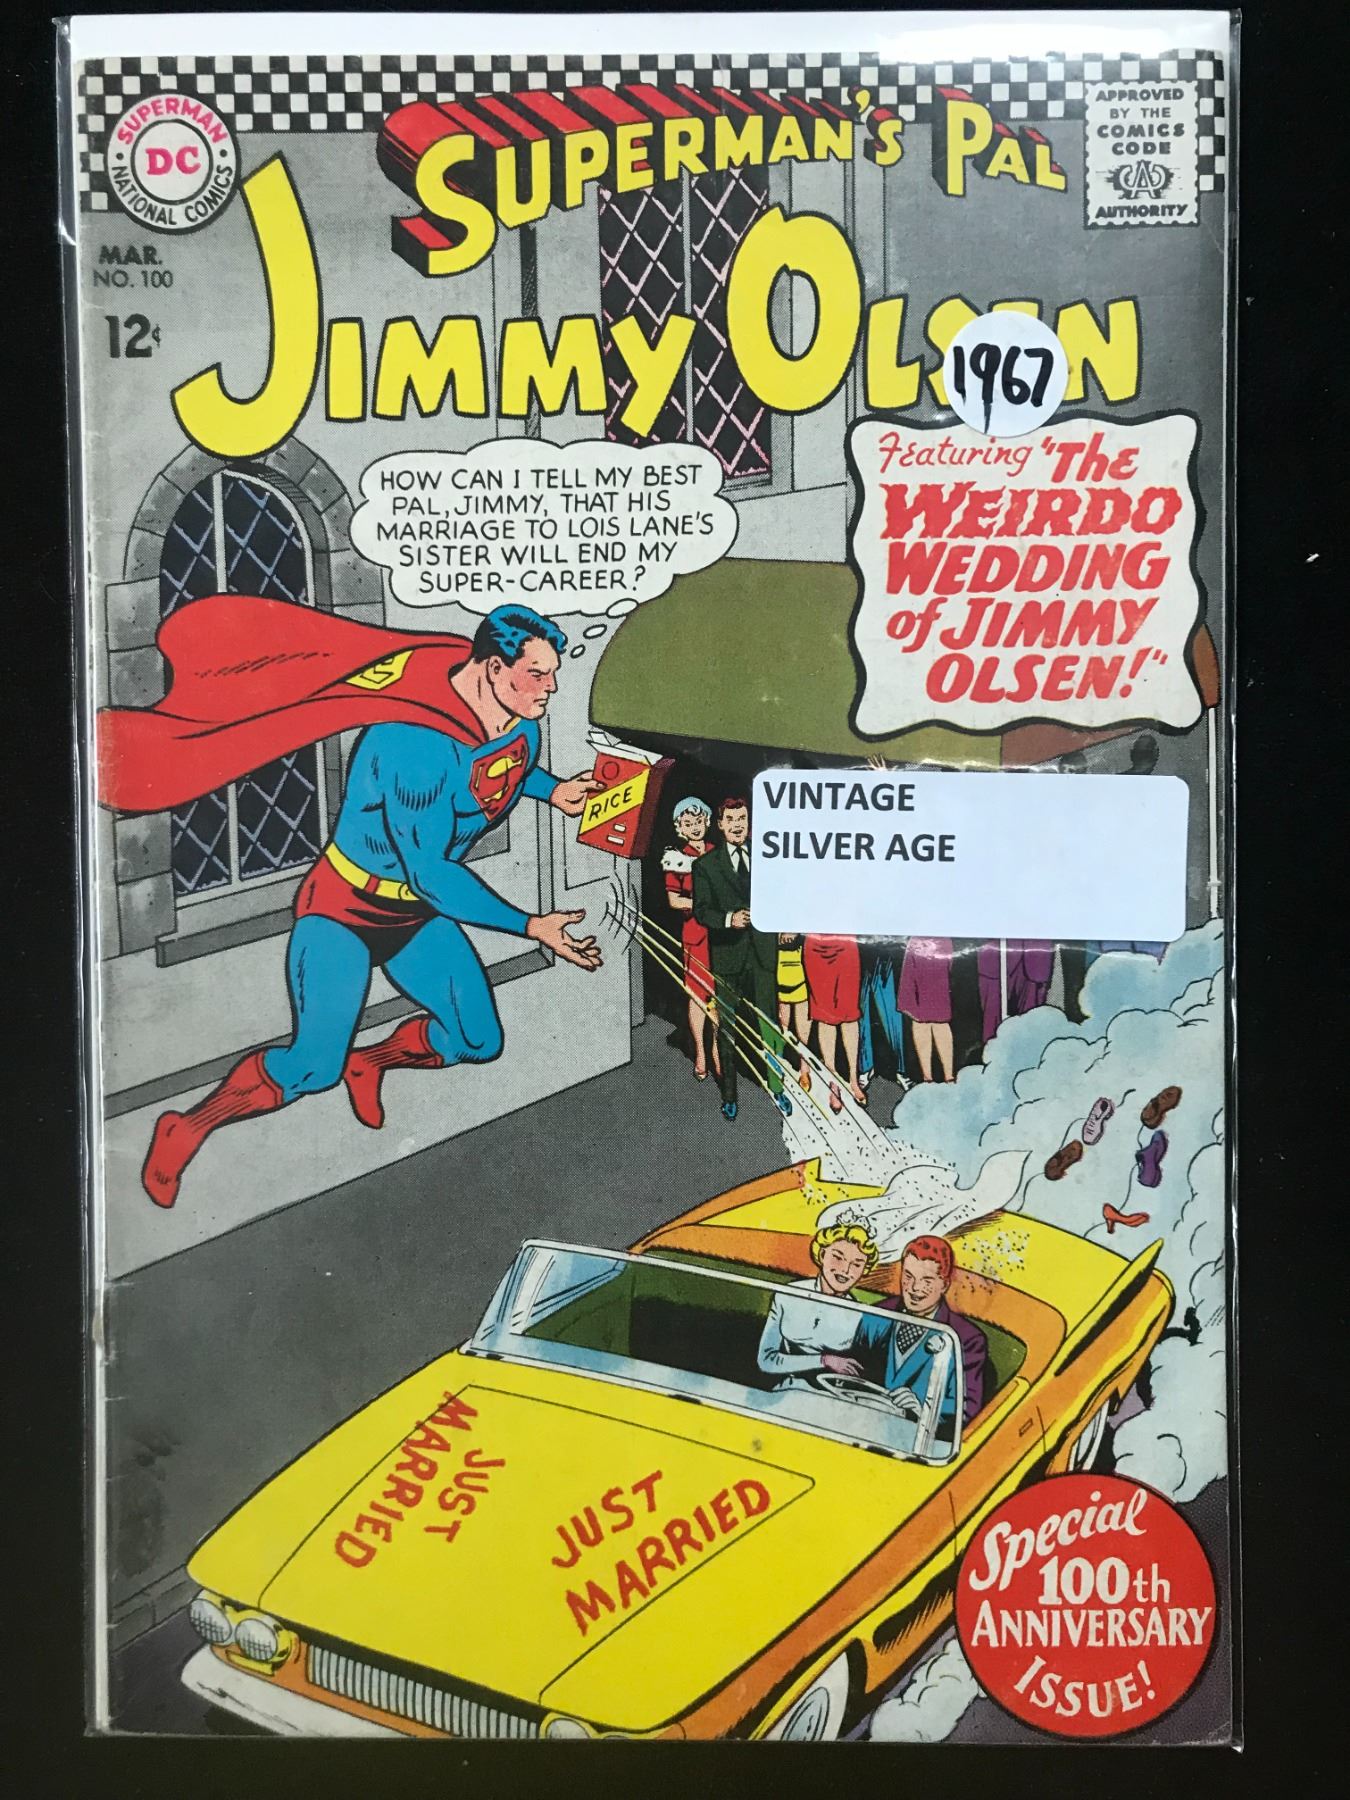 SUPERMAN
DC
NATIONAL COMICS
SUPERMAN'S PAL
JIMMY OLSEN
APPROVED
BY THE
COMICS
CODE
CA
AUTHORITY
MAR.
NO. 100
12¢
1967
Featuring "The
WEIRDO
WEDDING
of JIMMY
OLSEN!"
HOW CAN I TELL MY BEST
PAL, JIMMY, THAT HIS
MARRIAGE TO LOIS LANE'S
SISTER WILL END MY
SUPER-CAREER?
S
RICE
VINTAGE
SILVER AGE
JUST
MARRIED
JUST
MARRIED
Special
100th
ANNIVERSARY
ISSUE!